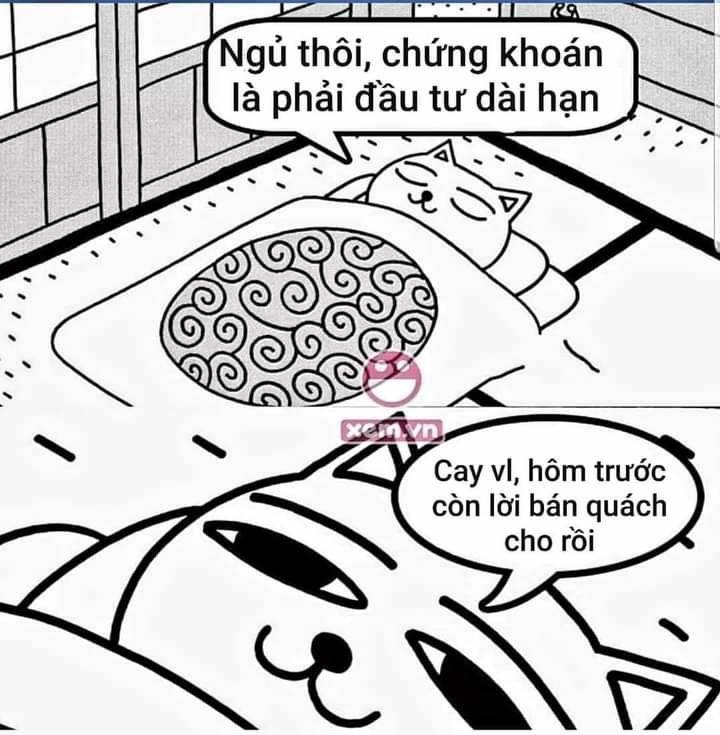 Ngủ thôi, chứng khoán
là phải đầu tư dài hạn
xem.vn
Cay vl, hôm trước
còn lời bán quách
cho rồi